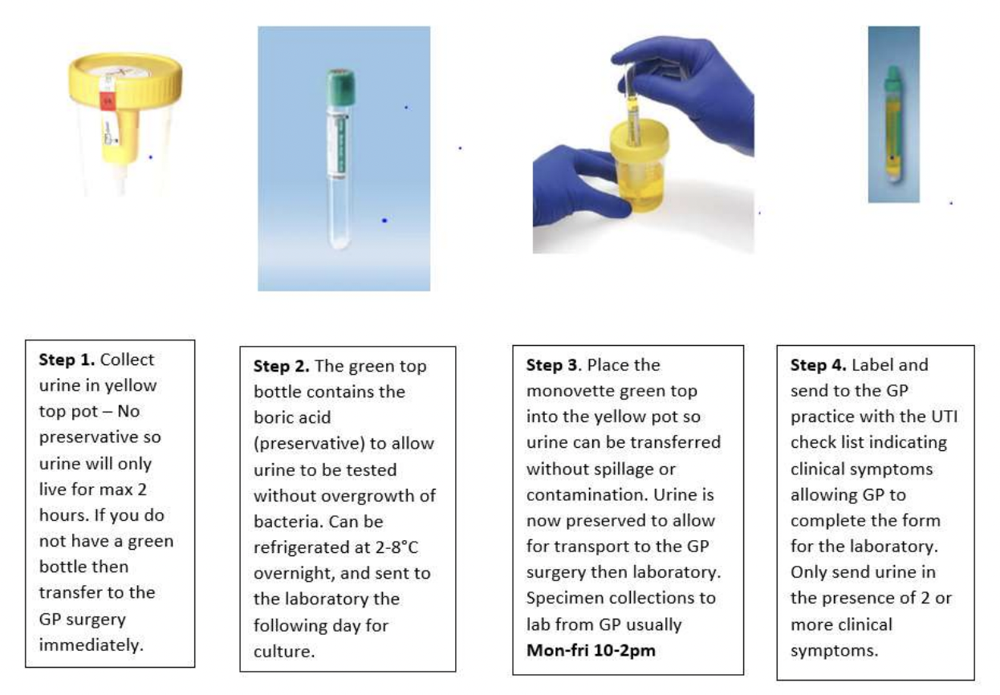 Step 1. Collect
urine in yellow
top pot – No
preservative so
urine will only
live for max 2
hours. If you do
not have a green
bottle then
transfer to the
GP surgery
immediately.
Step 2. The green top
bottle contains the
boric acid
(preservative) to allow
urine to be tested
without overgrowth of
bacteria. Can be
refrigerated at 2-8°C
overnight, and sent to
the laboratory the
following day for
culture.
Step 3. Place the
monovette green top
into the yellow pot so
urine can be transferred
without spillage or
contamination. Urine is
now preserved to allow
for transport to the GP
surgery then laboratory.
Specimen collections to
lab from GP usually
Mon-fri 10-2pm
Step 4. Label and
send to the GP
practice with the UTI
check list indicating
clinical symptoms
allowing GP to
complete the form
for the laboratory.
Only send urine in
the presence of 2 or
more clinical
symptoms.